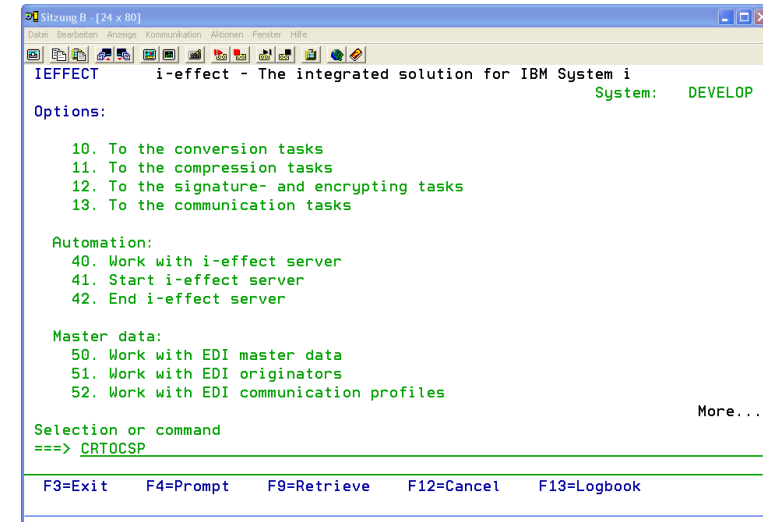 Sitzung B - [24 x 80]
Datei Bearbeiten Anzeige Kommunikation Aktionen Fenster Hilfe
IEFFECT i-effect - The integrated solution for IBM System i
System: DEVELOP
Options:
10. To the conversion tasks
11. To the compression tasks
12. To the signature- and encrypting tasks
13. To the communication tasks
Automation:
40. Work with i-effect server
41. Start i-effect server
42. End i-effect server
Master data:
50. Work with EDI master data
51. Work with EDI originators
52. Work with EDI communication profiles
More...
Selection or command
===> CRTOCSP
F3=Exit F4=Prompt F9=Retrieve F12=Cancel F13=Logbook